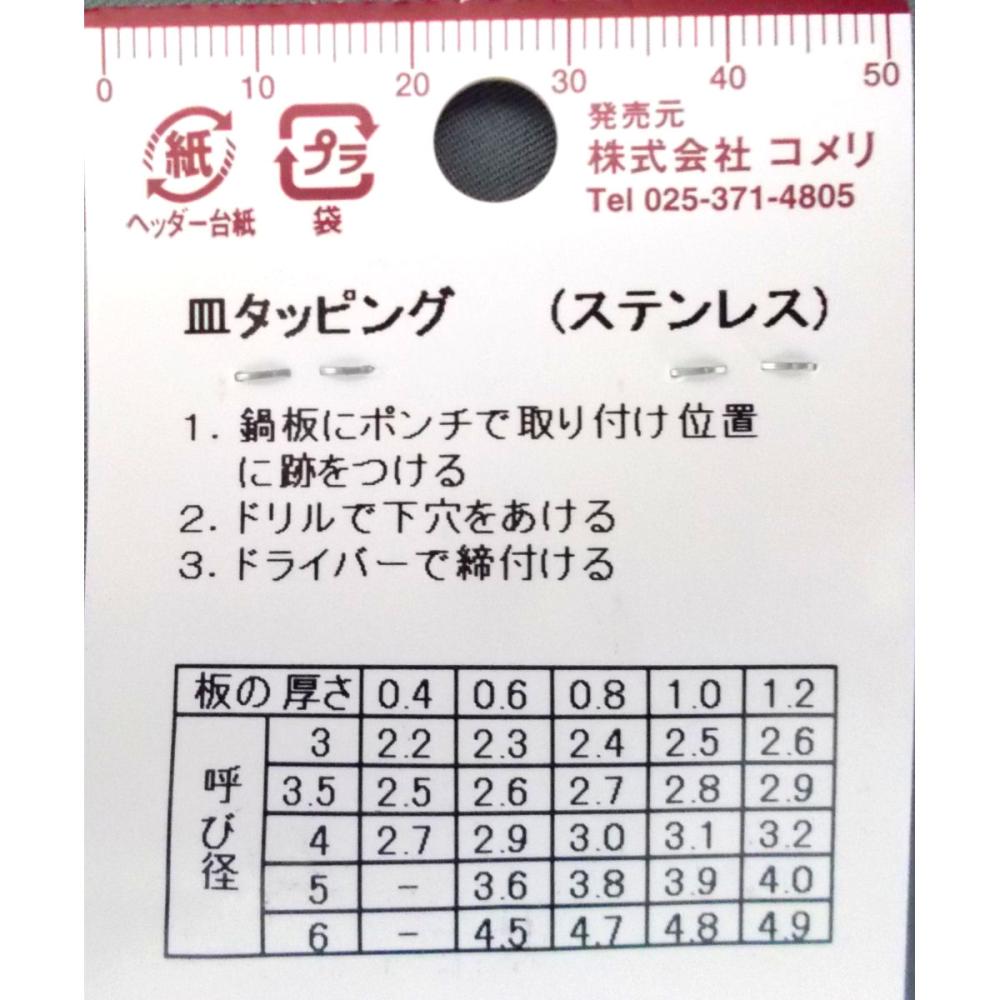 0 10 20 30 40 50
紙
プラ
ヘッダー台紙
袋
発売元
株式会社 コメリ
Tel 025-371-4805
皿タッピング (ステンレス)
1. 鍋板にポンチで取り付け位置
に跡をつける
2. ドリルで下穴をあける
3. ドライバーで締付ける
板の厚さ 0.4 0.6 0.8 1.0 1.2
呼び径
3 2.2 2.3 2.4 2.5 2.6
3.5 2.5 2.6 2.7 2.8 2.9
4 2.7 2.9 3.0 3.1 3.2
5 - 3.6 3.8 3.9 4.0
6 - 4.5 4.7 4.8 4.9